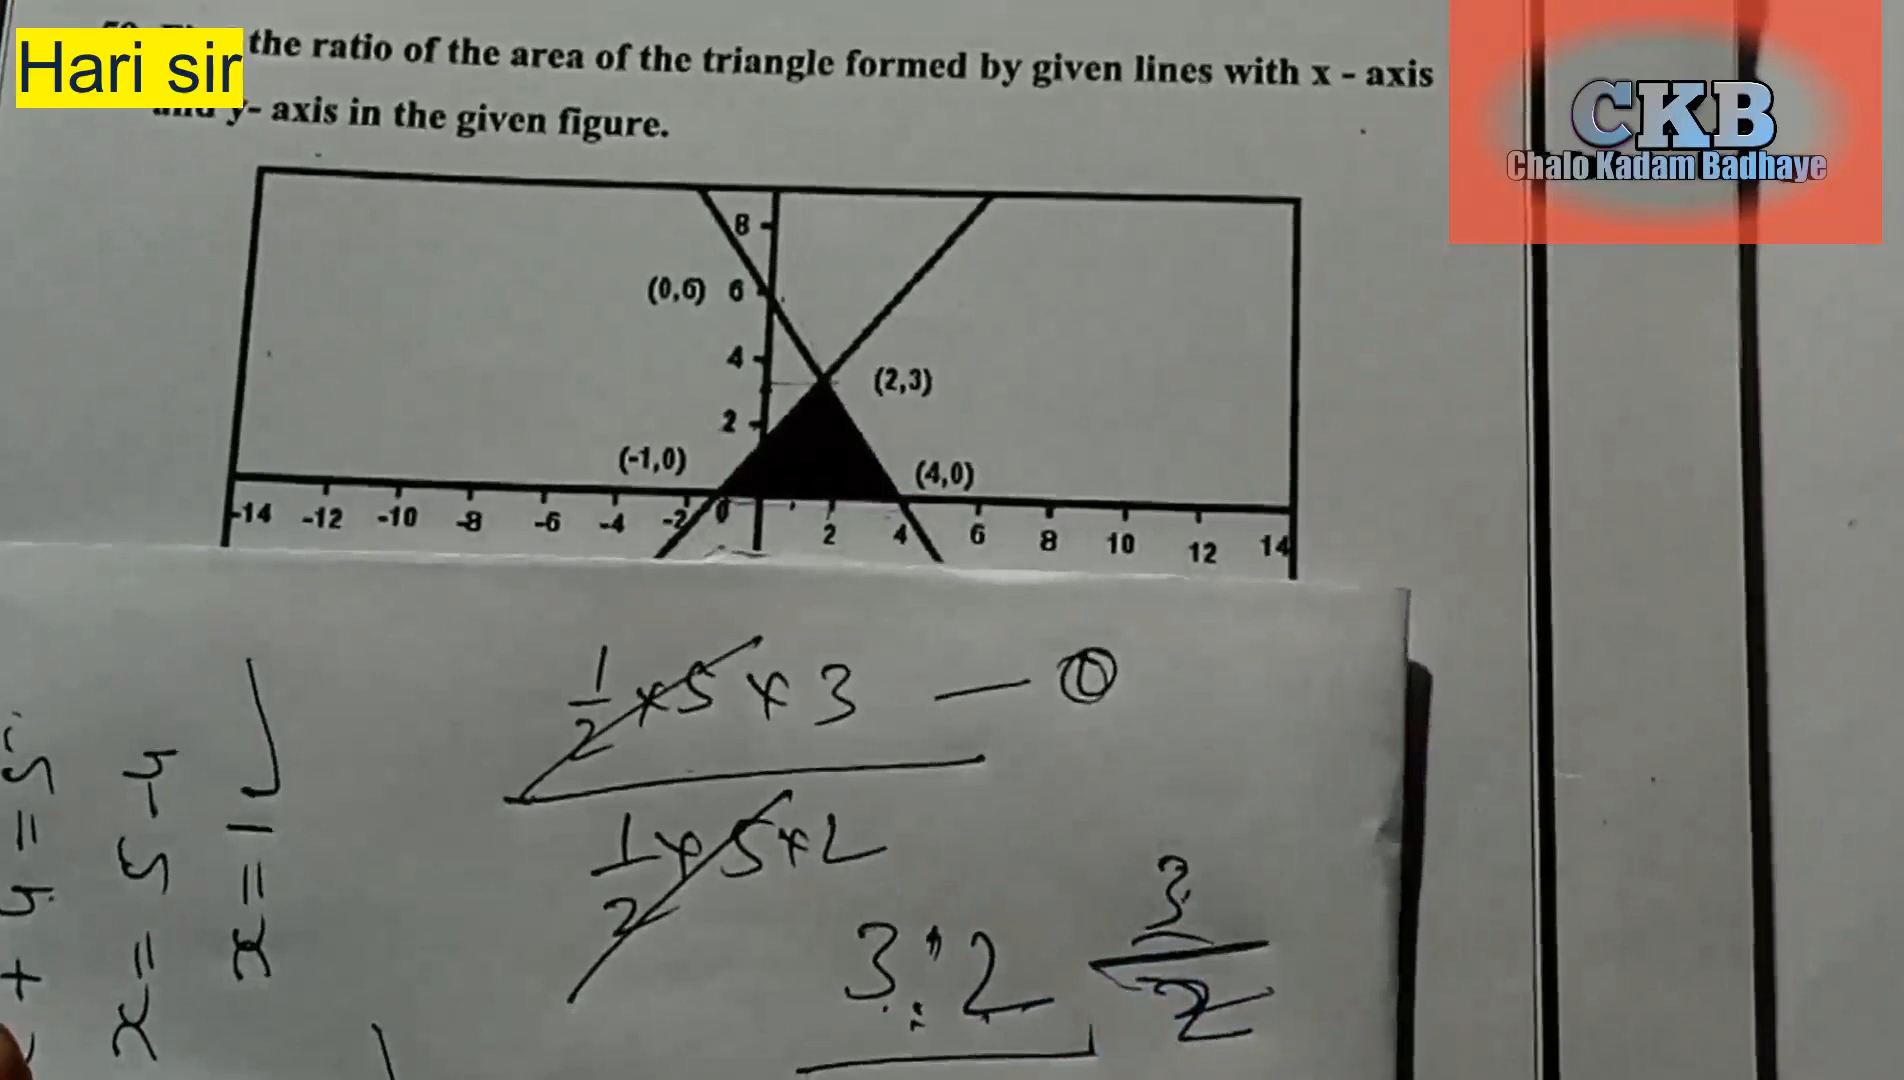 Hari sir
the ratio of the area of the triangle formed by given lines with x - axis
y- axis in the given figure.
CKB
Chalo Kadam Badhaye
8
(0,6) 6
4
(2,3)
2
(-1,0)
(4,0)
-14 -12 -10 -8 -6 -4 -2 0 2 4 6 8 10 12 14
1/2 × 5 × 3
1/2 × 5 × 2
3:2
3/2
x = 5 - 4
x = 1